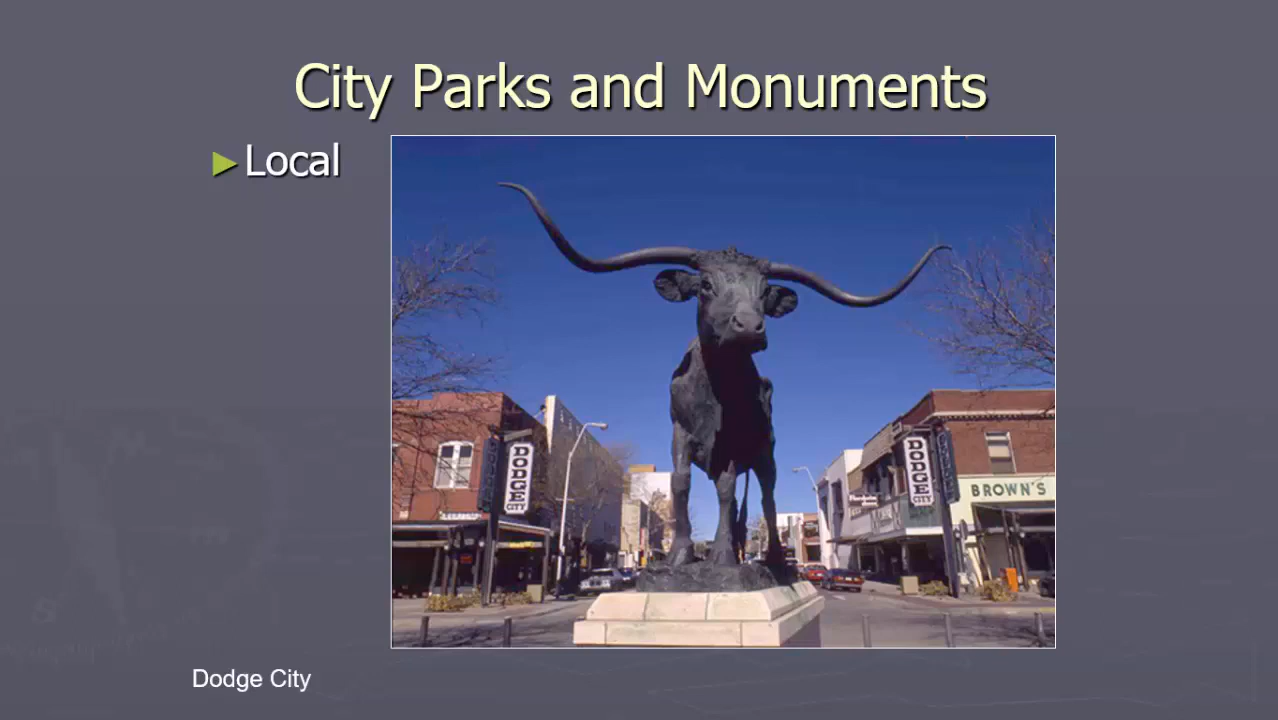 City Parks and Monuments
►Local
DODGE
CITY
DODGE
CITY
BROWN'S
Dodge City